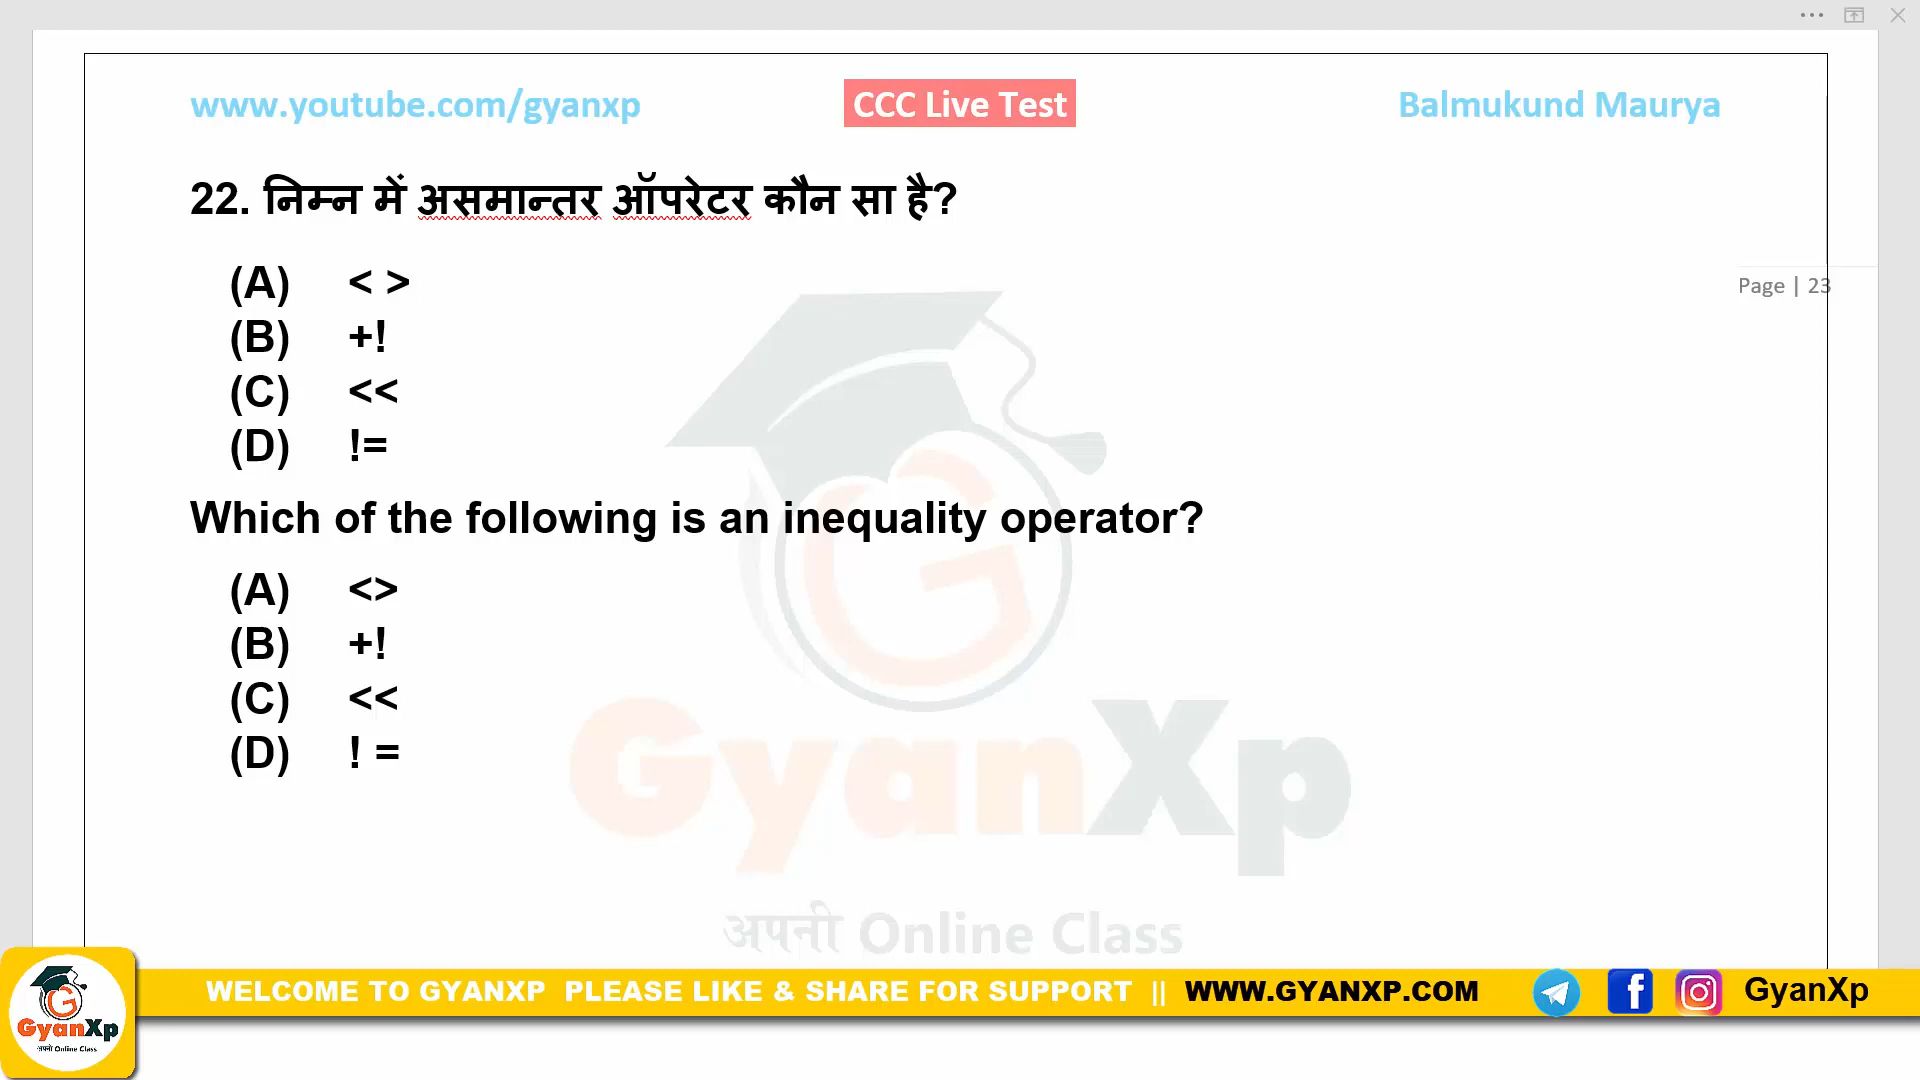 www.youtube.com/gyanxp CCC Live Test Balmukund Maurya
22. निम्न में असमान्तर ऑपरेटर कौन सा है?
(A) < >
Page | 23
(B) +!
(C) <<
(D) !=
Which of the following is an inequality operator?
(A) <>
(B) +!
(C) <<
(D) ! =
GyanXp
अपनी Online Class
WELCOME TO GYANXP PLEASE LIKE & SHARE FOR SUPPORT || WWW.GYANXP.COM GyanXp
GyanXp
अपनी Online Class